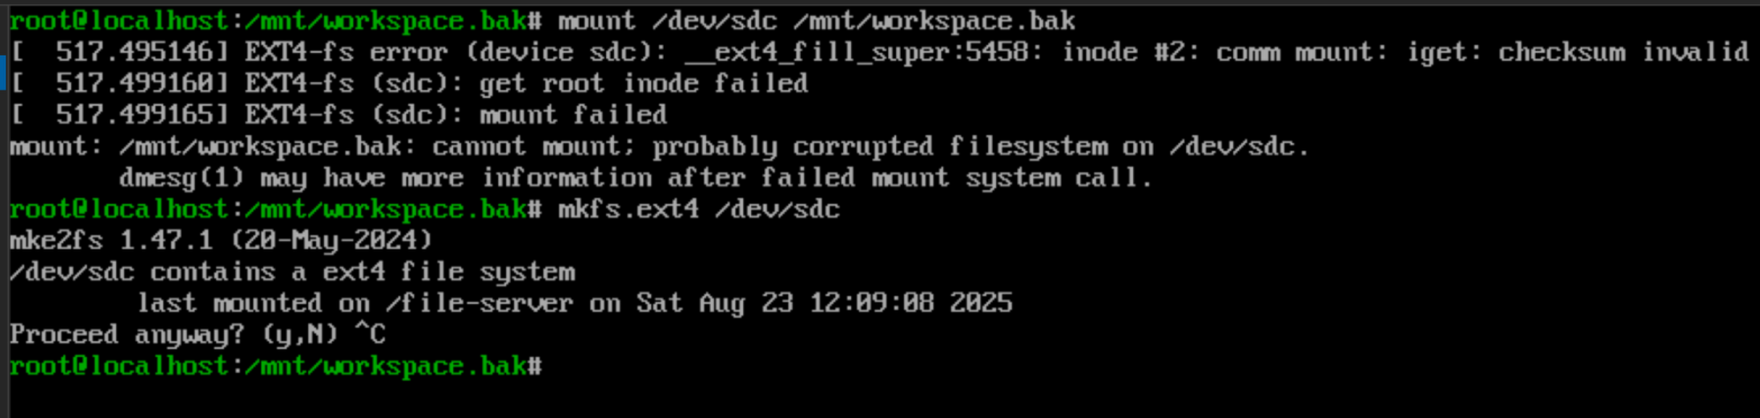 root@localhost:/mnt/workspace.bak# mount /dev/sdc /mnt/workspace.bak
[  517.495146] EXT4-fs error (device sdc): __ext4_fill_super:5458: inode #2: comm mount: iget: checksum invalid
[  517.499160] EXT4-fs (sdc): get root inode failed
[  517.499165] EXT4-fs (sdc): mount failed
mount: /mnt/workspace.bak: cannot mount; probably corrupted filesystem on /dev/sdc.
       dmesg(1) may have more information after failed mount system call.
root@localhost:/mnt/workspace.bak# mkfs.ext4 /dev/sdc
mke2fs 1.47.1 (20-May-2024)
/dev/sdc contains a ext4 file system
        last mounted on /file-server on Sat Aug 23 12:09:08 2025
Proceed anyway? (y,N) ^C
root@localhost:/mnt/workspace.bak#